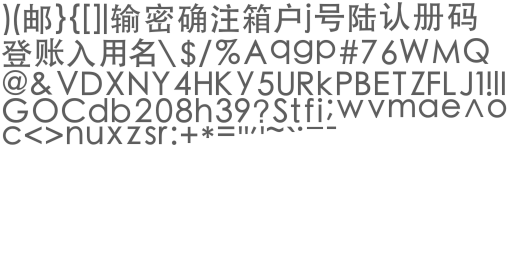 )(邮}{[]|输密确注箱户j号陆认册码
登账入用名\$/%Aqgp#76WMQ
@&VDXNY4HKy5URkPBETZFLJ1!lI
GOCdb208h39?Stfi;wvmae^o
c<>nuxzsr:+*="'¦~`·—-